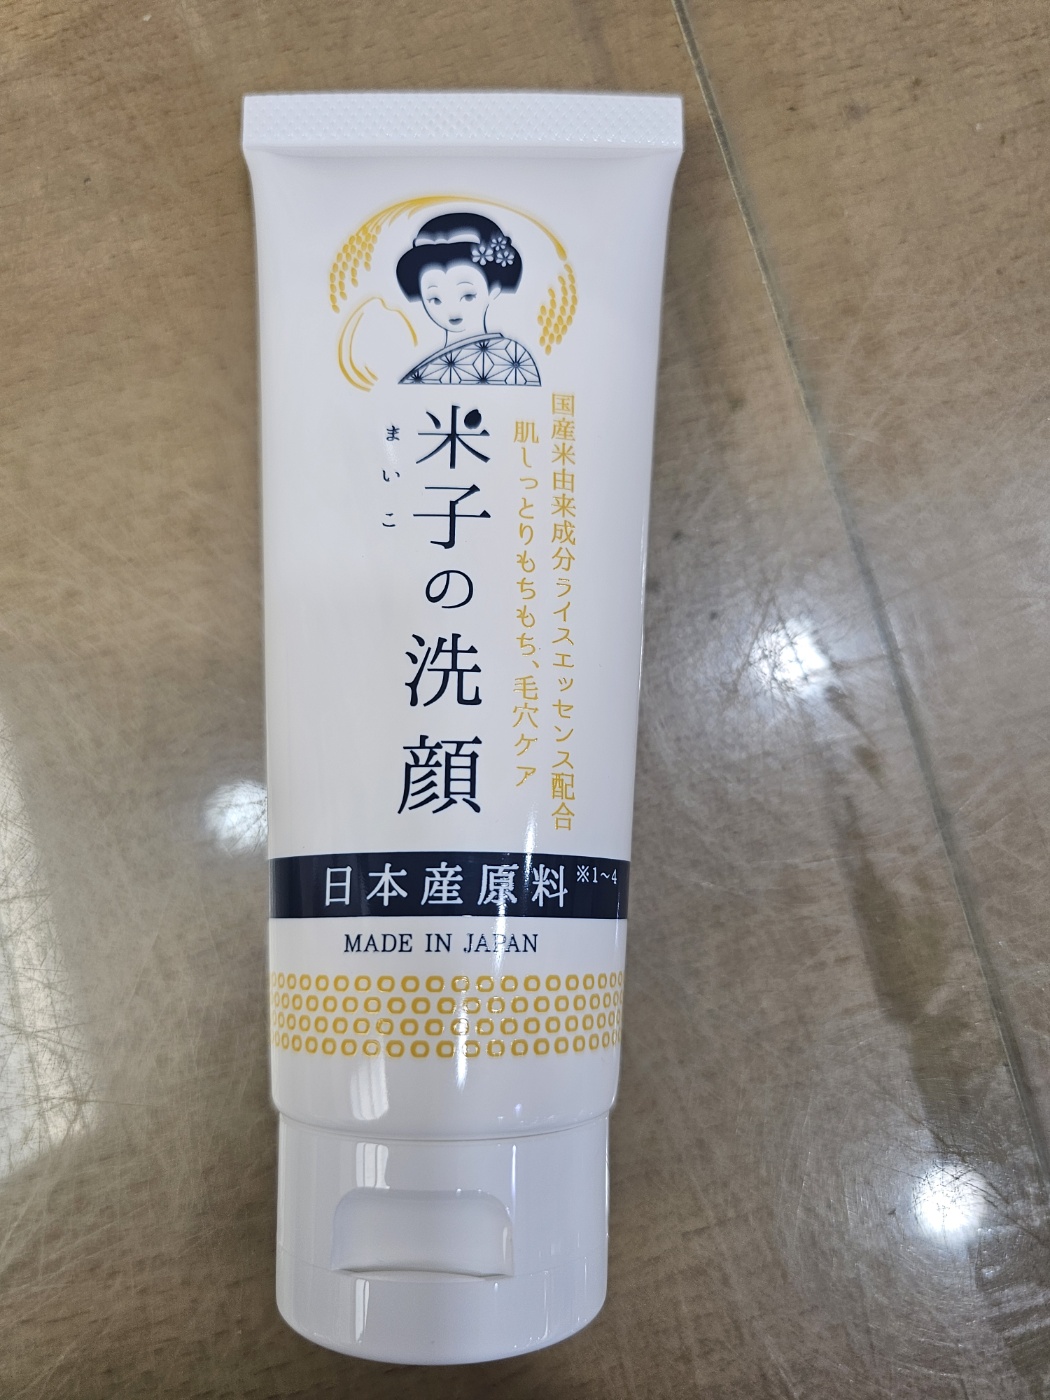 国産米由来成分ライスエッセンス配合
肌しっとりもちもち、毛穴ケア
米子の洗顔
まいこ
日本産原料※1~4
MADE IN JAPAN